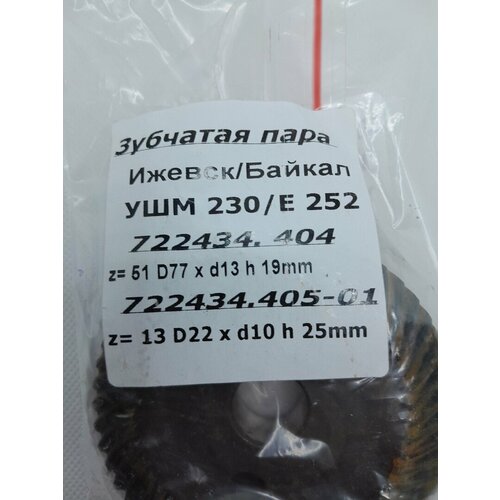 Зубчатая пара
Ижевск/Байкал
УШМ 230/Е 252
722434. 404
z= 51 D77 x d13 h 19mm
722434.405-01
z= 13 D22 x d10 h 25mm